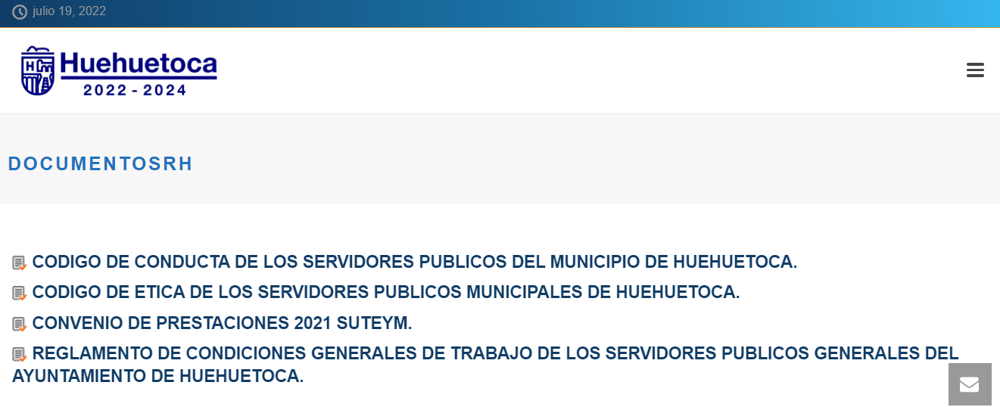 julio 19, 2022
Huehuetoca
2022 - 2024
DOCUMENTOSRH
CODIGO DE CONDUCTA DE LOS SERVIDORES PUBLICOS DEL MUNICIPIO DE HUEHUETOCA.
CODIGO DE ETICA DE LOS SERVIDORES PUBLICOS MUNICIPALES DE HUEHUETOCA.
CONVENIO DE PRESTACIONES 2021 SUTEYM.
REGLAMENTO DE CONDICIONES GENERALES DE TRABAJO DE LOS SERVIDORES PUBLICOS GENERALES DEL
AYUNTAMIENTO DE HUEHUETOCA.